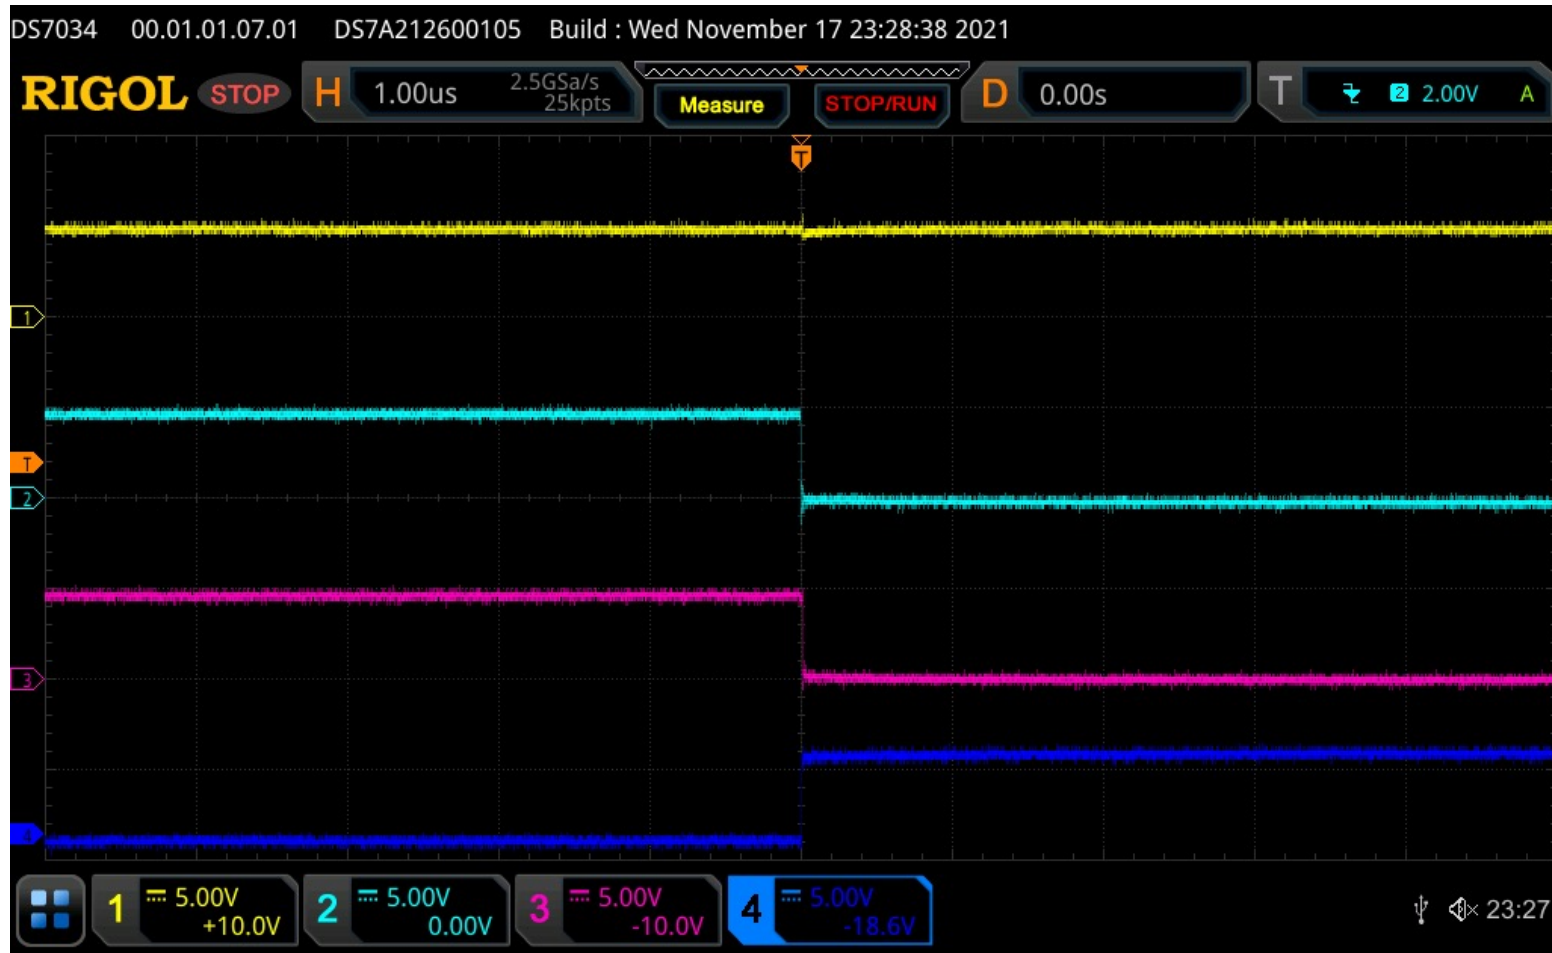 DS7034 00.01.01.07.01 DS7A212600105 Build : Wed November 17 23:28:38 2021
RIGOL STOP H 1.00us 2.5GSa/s 25kpts Measure STOP/RUN D 0.00s T 2 2.00V A
T
1
T
2
3
4
1 5.00V +10.0V 2 5.00V 0.00V 3 5.00V -10.0V 4 5.00V -18.6V 23:27